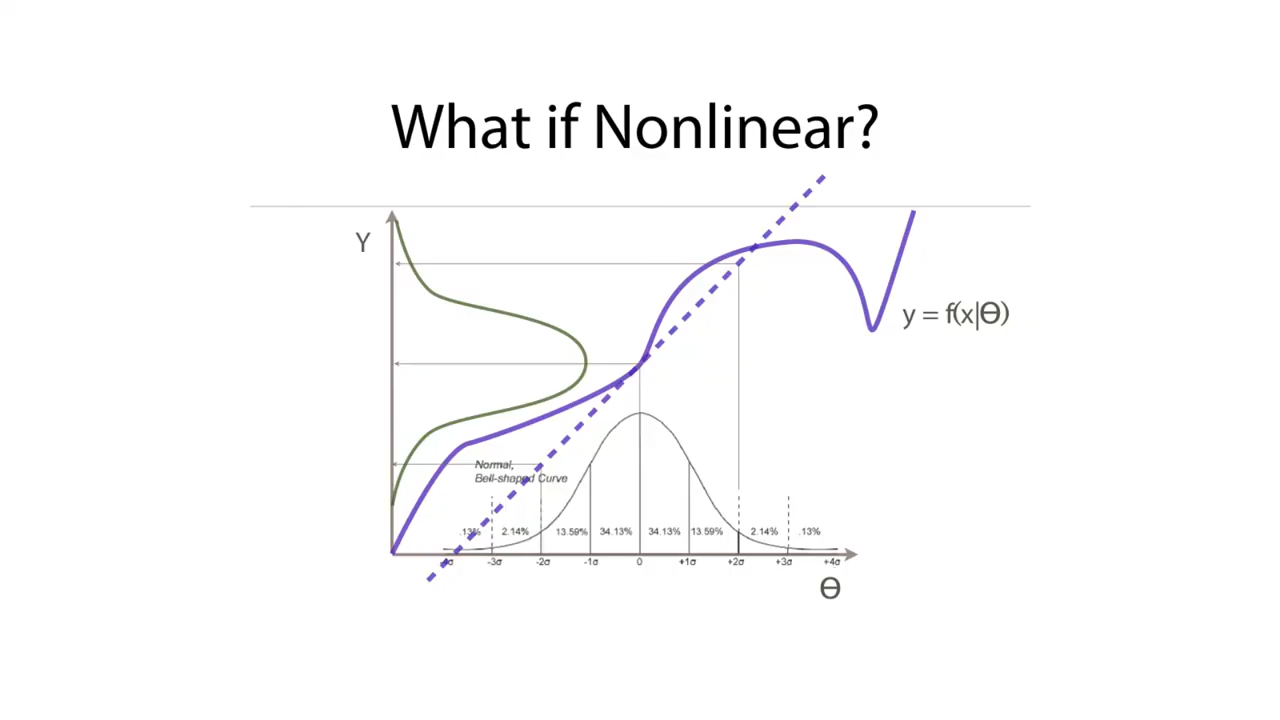 What if Nonlinear?
Y
y = f(x|Θ)
Normal,
Bell-shaped Curve
.13% 2.14% 13.59% 34.13% 34.13% 13.59% 2.14% .13%
-4σ -3σ -2σ -1σ 0 +1σ +2σ +3σ +4σ
Θ